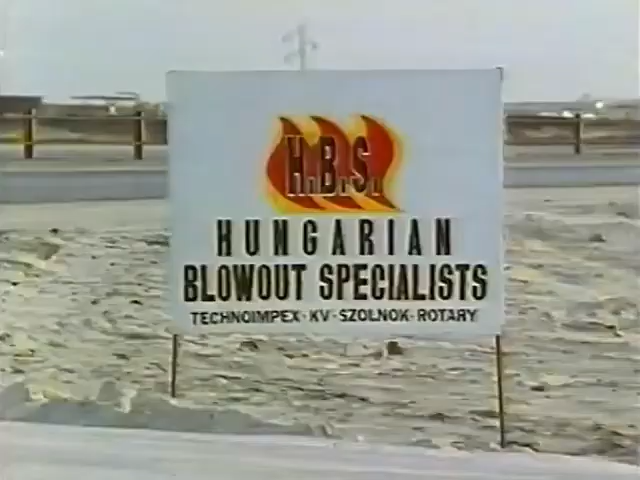 H.B.S.
HUNGARIAN
BLOWOUT SPECIALISTS
TECHNOIMPEX · KV · SZOLNOK · ROTARY